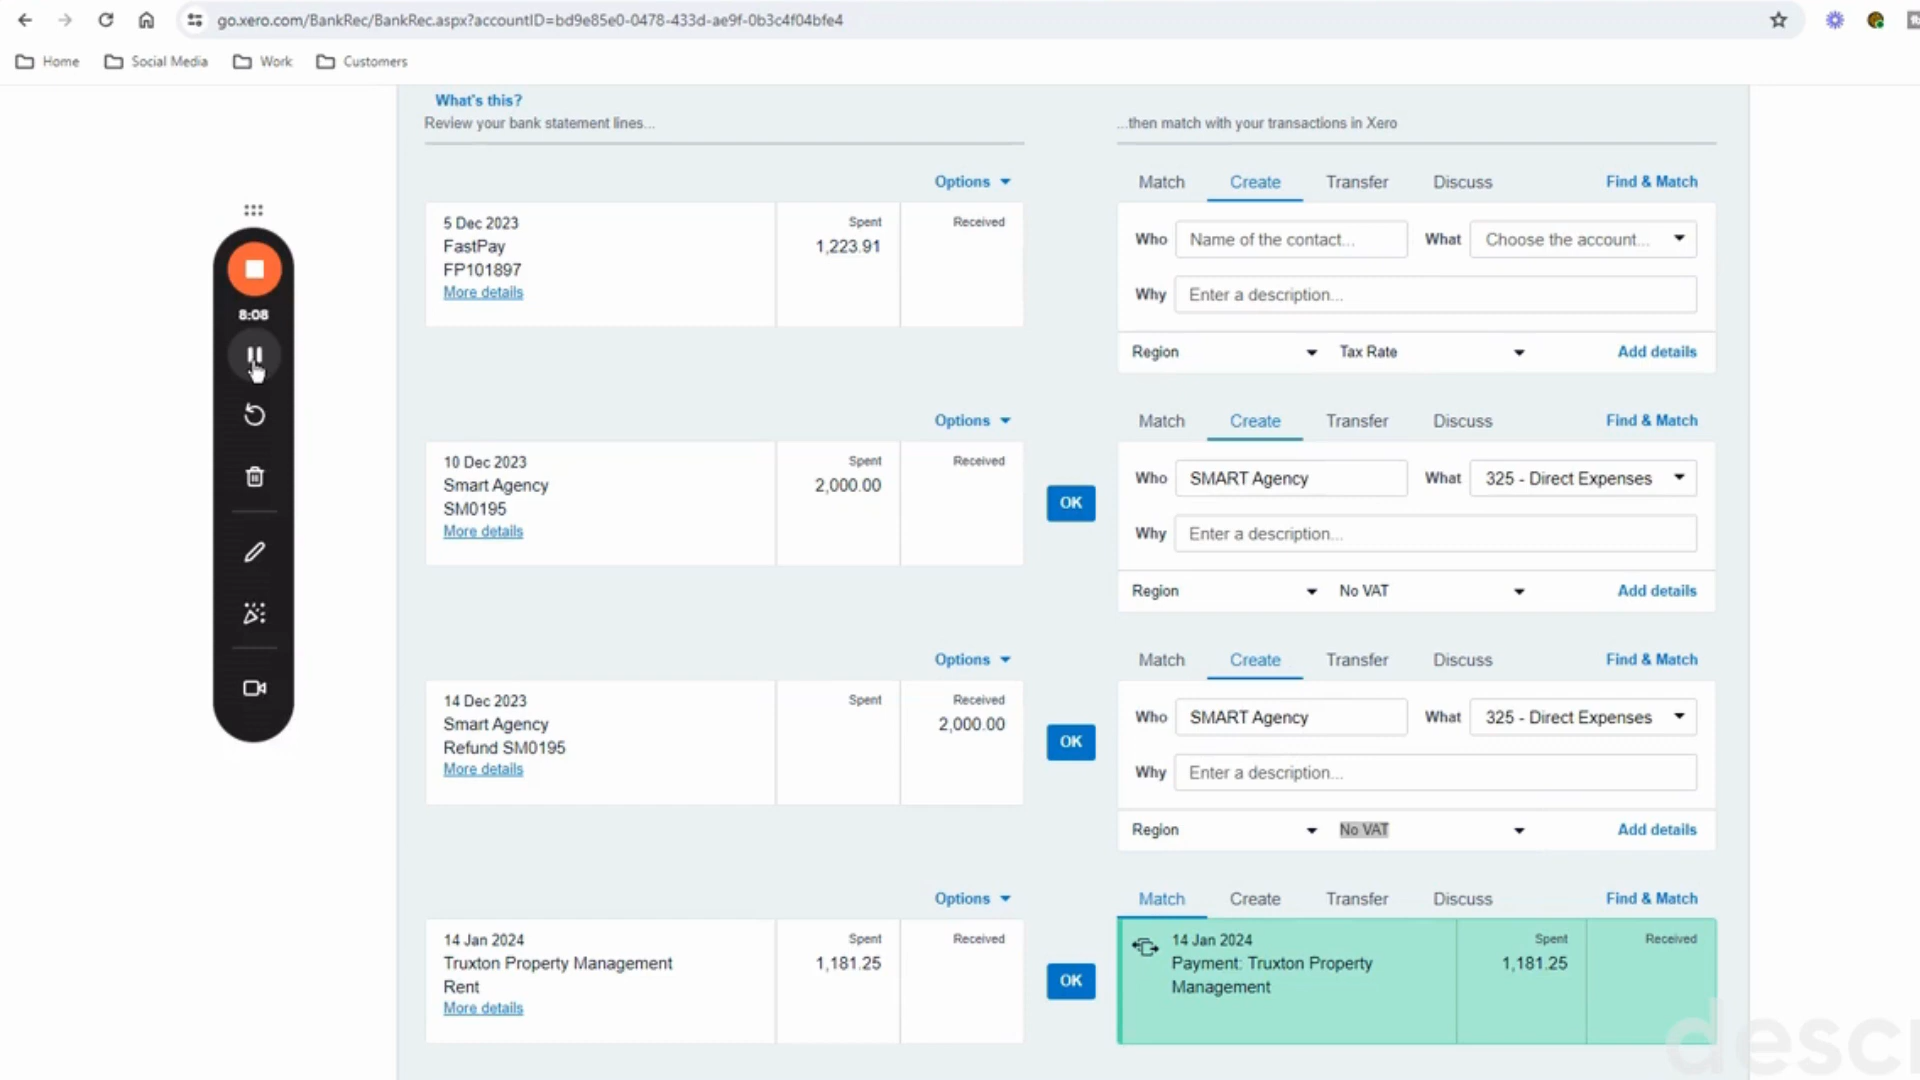 go.xero.com/BankRec/BankRec.aspx?accountID=bd9e85e0-0478-433d-ae9f-0b3c4f04bfe4
Home Social Media Work Customers
What's this?
Review your bank statement lines...
...then match with your transactions in Xero
Options
Match Create Transfer Discuss Find & Match
5 Dec 2023
FastPay
FP101897
More details
Spent
1,223.91
Received
Who Name of the contact... What Choose the account...
Why Enter a description...
Region Tax Rate Add details
8:08
Options
Match Create Transfer Discuss Find & Match
10 Dec 2023
Smart Agency
SM0195
More details
Spent
2,000.00
Received
OK
Who SMART Agency What 325 - Direct Expenses
Why Enter a description...
Region No VAT Add details
Options
Match Create Transfer Discuss Find & Match
14 Dec 2023
Smart Agency
Refund SM0195
More details
Spent
Received
2,000.00
OK
Who SMART Agency What 325 - Direct Expenses
Why Enter a description...
Region No VAT Add details
Options
Match Create Transfer Discuss Find & Match
14 Jan 2024
Truxton Property Management
Rent
More details
Spent
1,181.25
Received
OK
14 Jan 2024
Payment: Truxton Property
Management
Spent
1,181.25
Received
descr